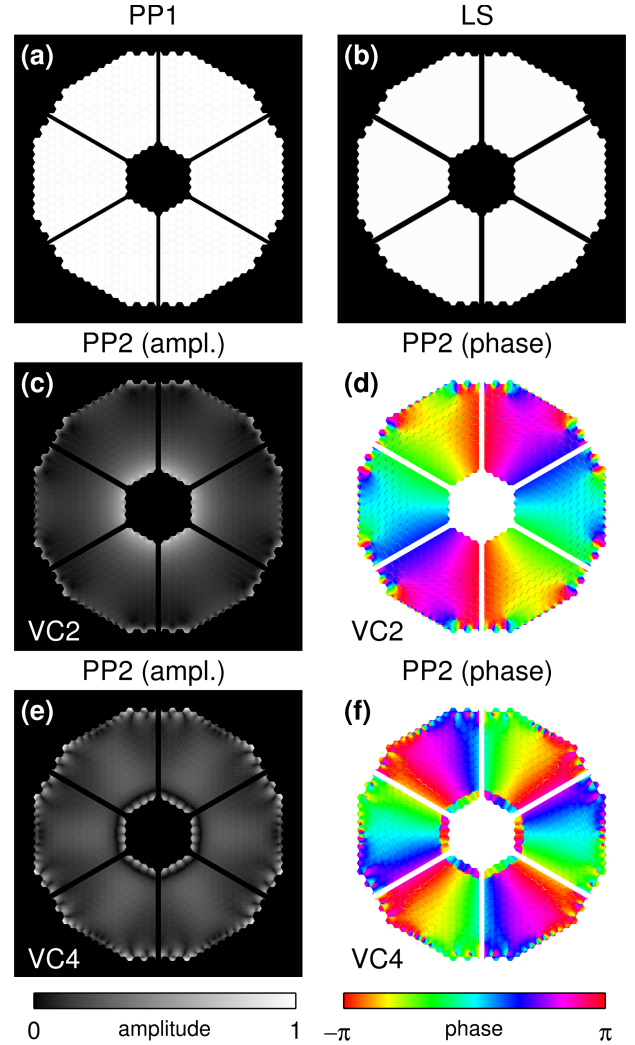 PP1 LS
(a) (b)
PP2 (ampl.) PP2 (phase)
(c) (d)
VC2 VC2
PP2 (ampl.) PP2 (phase)
(e) (f)
VC4 VC4
0 amplitude 1 −π phase π